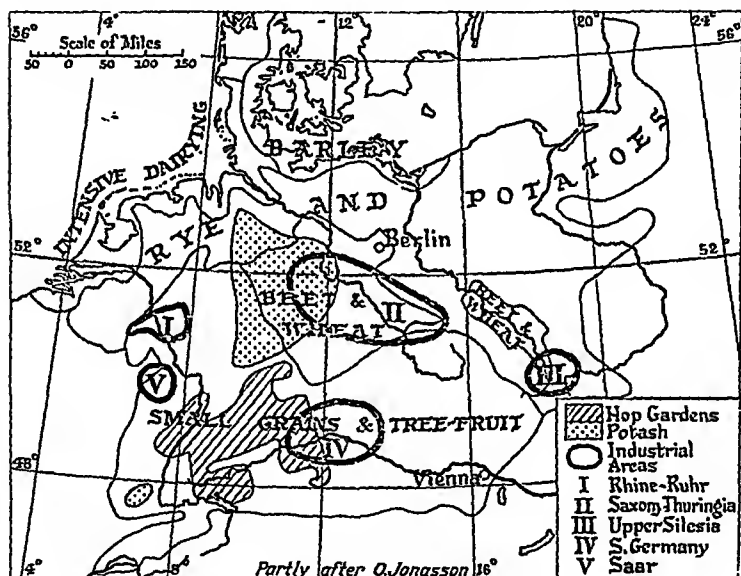 4° 12° 20° 24°
56° 56°
Scale of Miles
50 0 50 100 150
INTENSIVE DAIRYING
RYE BARLEY AND POTATOES
52° Berlin 52°
BEET & WHEAT II
BEET & WHEAT
I
III
V
SMALL GRAINS & TREE-FRUIT
IV
48° Vienna
4° 8° Partly after O. Jonasson 16°
Hop Gardens
Potash
Industrial Areas
I Rhine-Ruhr
II Saxony-Thuringia
III Upper Silesia
IV S. Germany
V Saar